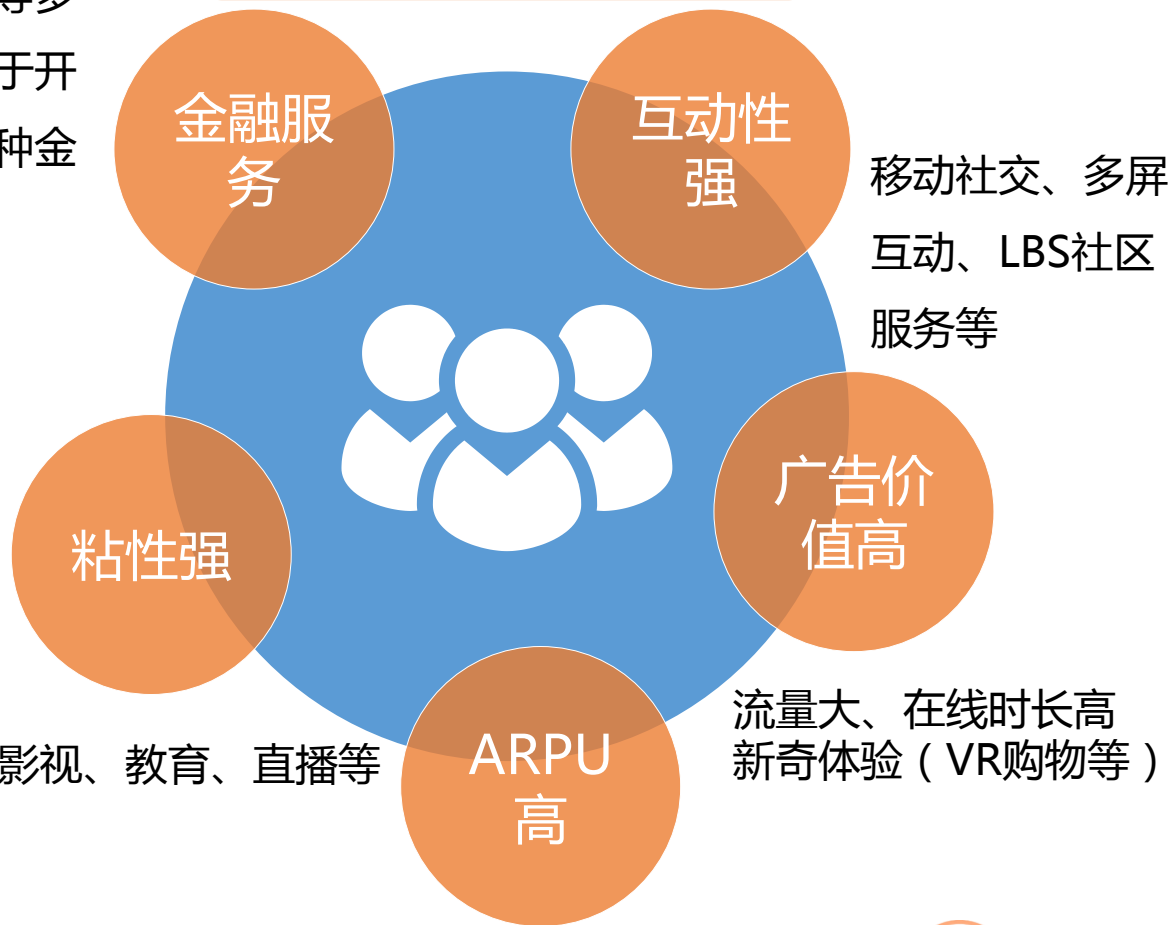 等多
于开
种金
金融服
务
互动性
强
移动社交、多屏
互动、LBS社区
服务等
广告价
值高
粘性强
流量大、在线时长高
新奇体验（VR购物等）
影视、教育、直播等
ARPU
高